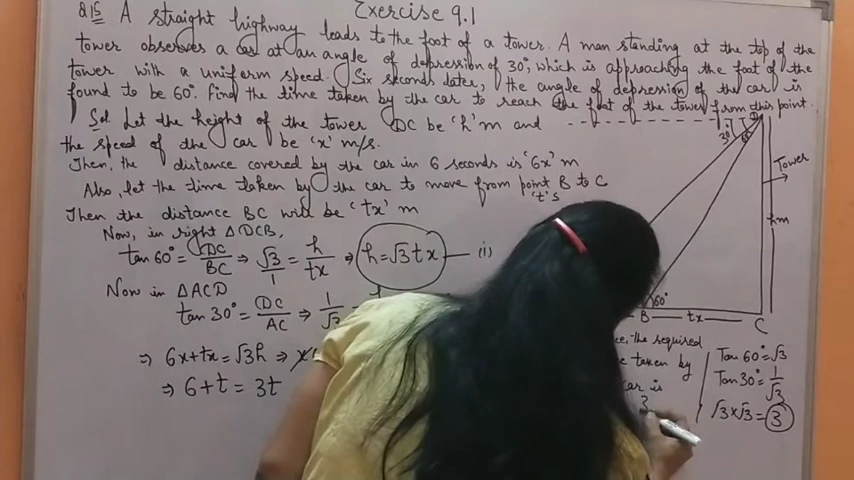 Exercise 9.1
Q15 A straight highway leads to the foot of a tower. A man standing at the top of the
tower observes a car at an angle of depression of 30°, which is approaching the foot of the
tower with a uniform speed. Six seconds later, the angle of depression of the car is
found to be 60°. Find the time taken by the car to reach the foot of the tower from this point.
Sol Let the height of the tower DC be 'h' m and
the speed of the car be 'x' m/s.
Then, the distance covered by the car in 6 seconds is '6x' m
Also, let the time taken by the car to move from point B to C
't' s
Then the distance BC will be 'tx' m
Now, in right △DCB,
tan 60° = DC/BC ⇒ √3/1 = h/tx ⇒ h = √3 tx — (i)
Now in △ACD
tan 30° = DC/AC ⇒ 1/√3
⇒ 6x + tx = √3h ⇒
⇒ 6 + t = 3t
D
30°
60°
Tower
hm
60°
B tx C
the required
taken by
car is
3
Tan 60° = √3
Tan 30° = 1/√3
√3 × √3 = 3